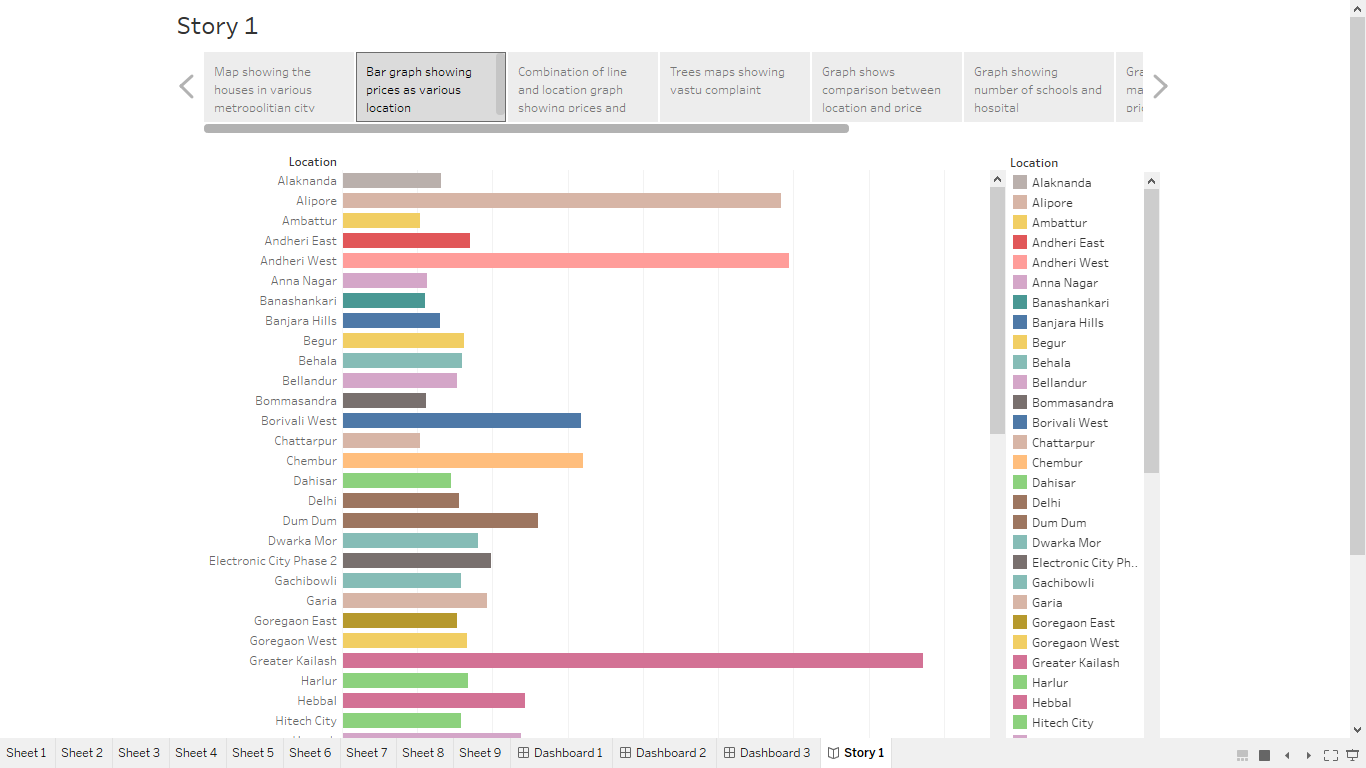 Story 1
Map showing the
houses in various
metropolitian city
Bar graph showing
prices as various
location
Combination of line
and location graph
showing prices and
Trees maps showing
vastu complaint
Graph shows
comparison between
location and price
Graph showing
number of schools and
hospital
Location
Alaknanda
Alipore
Ambattur
Andheri East
Andheri West
Anna Nagar
Banashankari
Banjara Hills
Begur
Behala
Bellandur
Bommasandra
Borivali West
Chattarpur
Chembur
Dahisar
Delhi
Dum Dum
Dwarka Mor
Electronic City Phase 2
Gachibowli
Garia
Goregaon East
Goregaon West
Greater Kailash
Harlur
Hebbal
Hitech City
Location
Alaknanda
Alipore
Ambattur
Andheri East
Andheri West
Anna Nagar
Banashankari
Banjara Hills
Begur
Behala
Bellandur
Bommasandra
Borivali West
Chattarpur
Chembur
Dahisar
Delhi
Dum Dum
Dwarka Mor
Electronic City Ph..
Gachibowli
Garia
Goregaon East
Goregaon West
Greater Kailash
Harlur
Hebbal
Hitech City
Sheet 1 Sheet 2 Sheet 3 Sheet 4 Sheet 5 Sheet 6 Sheet 7 Sheet 8 Sheet 9 Dashboard 1 Dashboard 2 Dashboard 3 Story 1